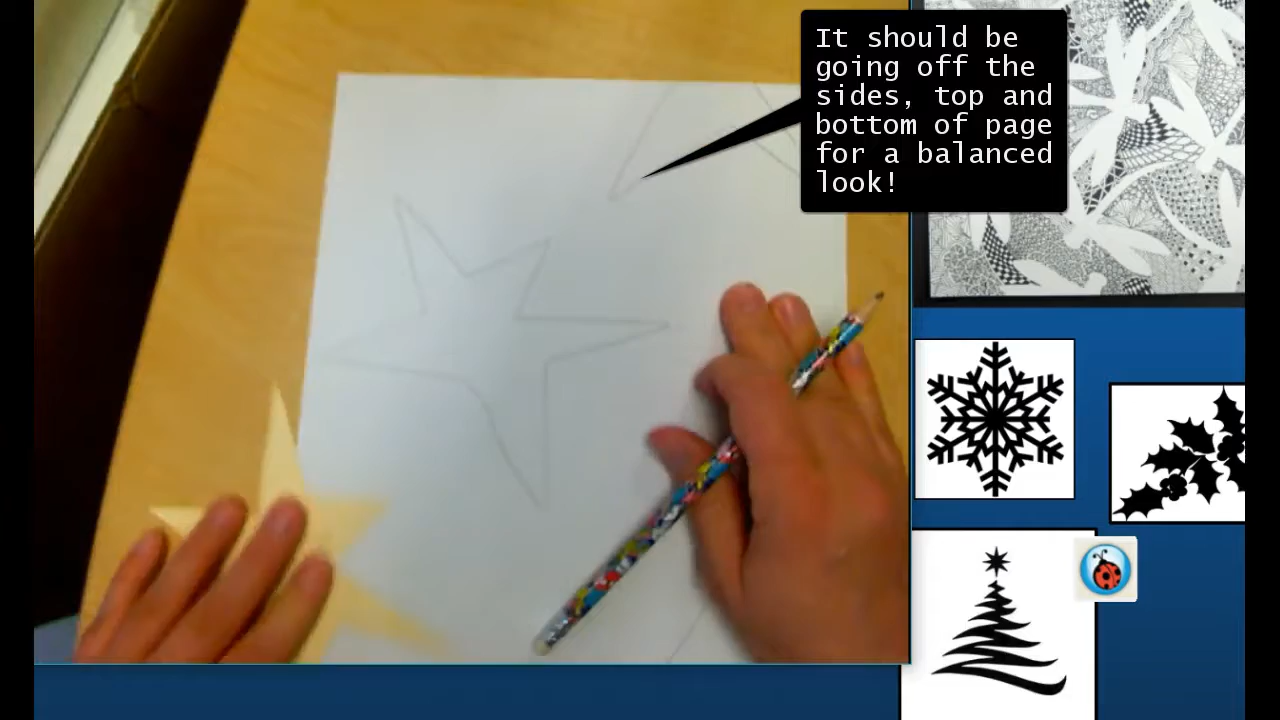 It should be
going off the
sides, top and
bottom of page
for a balanced
look!